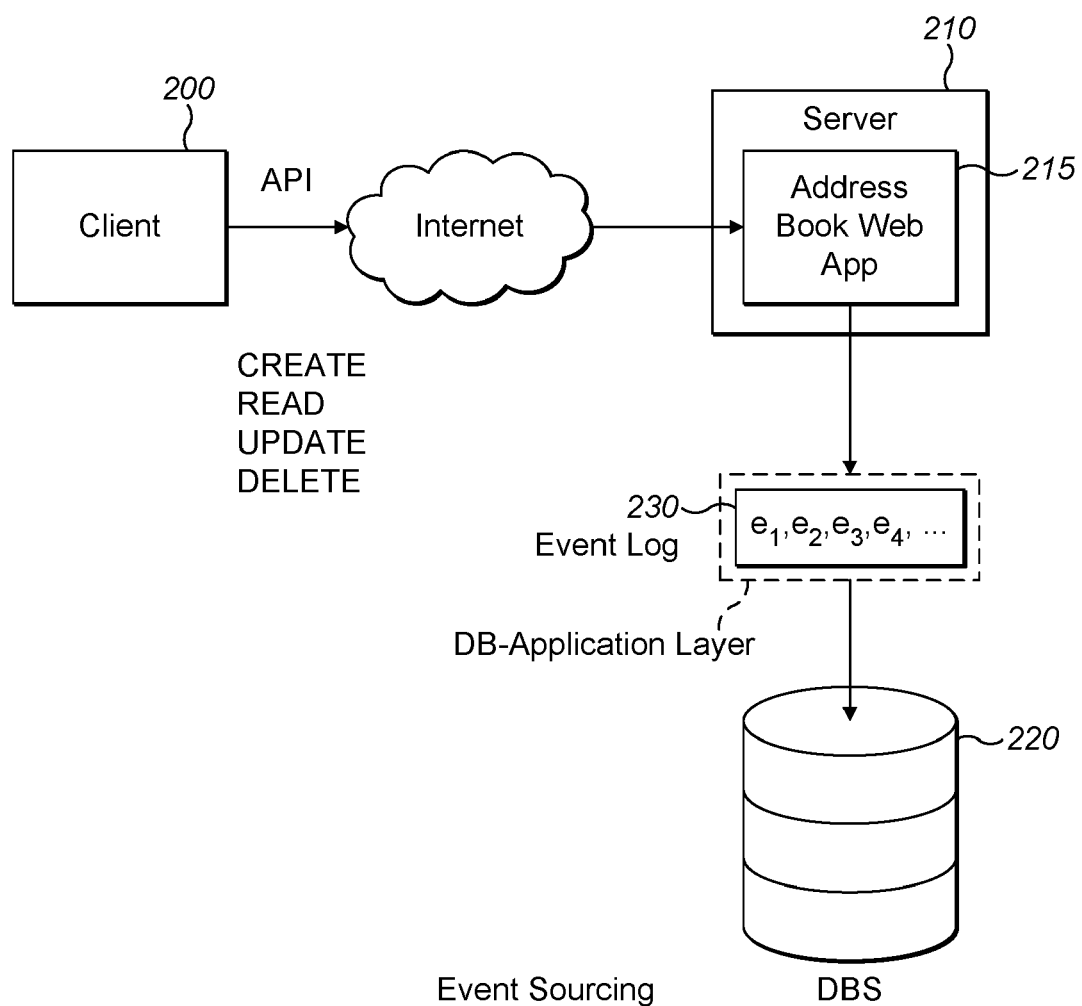 210
200
Server
API
215
Client
Internet
Address
Book Web
App
CREATE
READ
UPDATE
DELETE
230
Event Log
e1,e2,e3,e4, ...
DB-Application Layer
220
Event Sourcing
DBS